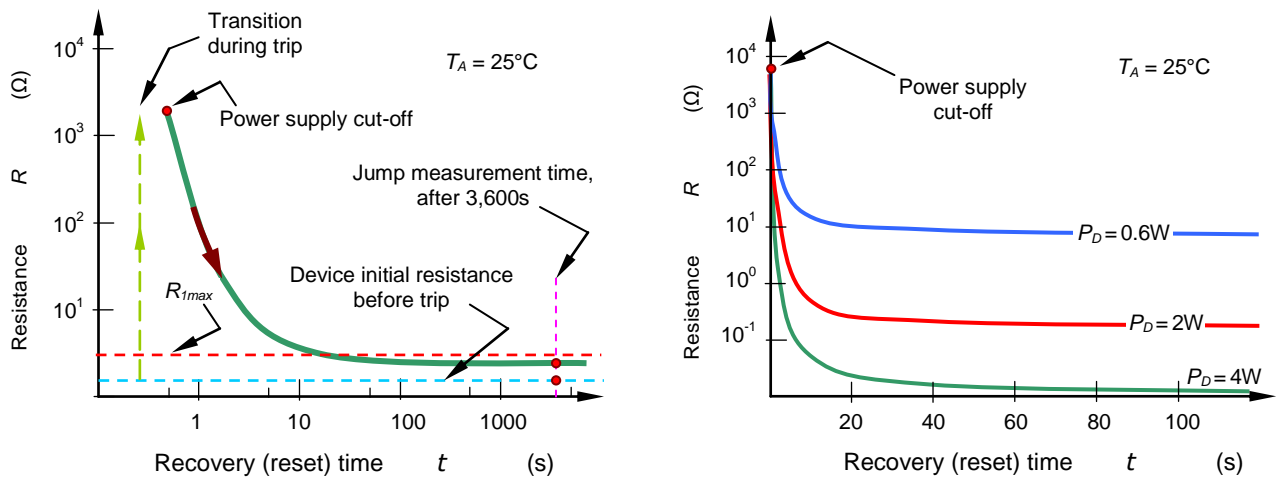 Transition
during trip
10⁴
(Ω)
T_A = 25°C
Power supply cut-off
10³
R
Jump measurement time,
after 3,600s
10²
Device initial resistance
before trip
R_1max
Resistance
10¹
1
10
100
1000
Recovery (reset) time t (s)
10⁴
(Ω)
T_A = 25°C
Power supply
cut-off
10³
R
10²
10¹
P_D = 0.6W
10⁰
Resistance
10⁻¹
P_D = 2W
P_D = 4W
20
40
60
80
100
Recovery (reset) time t (s)